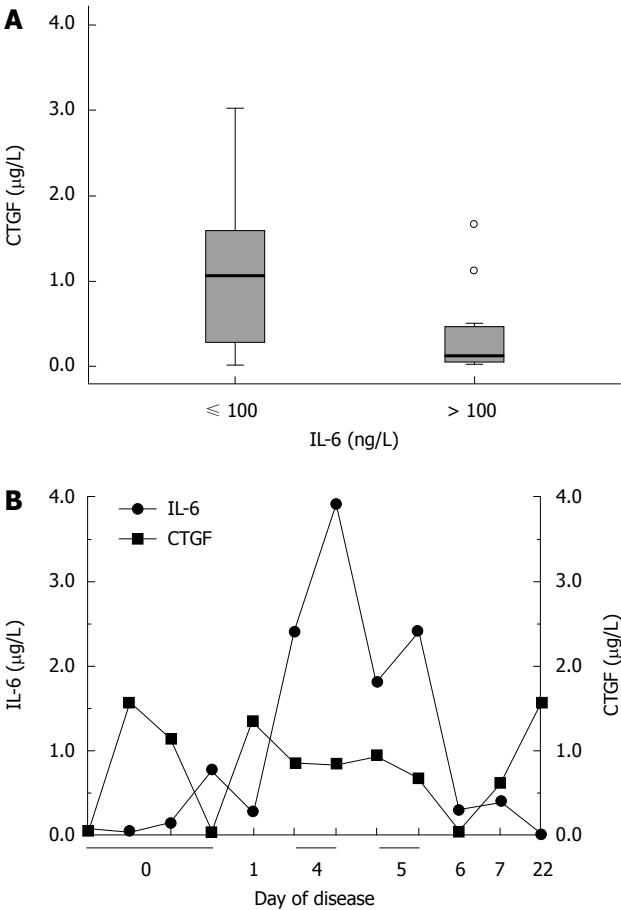 A
4.0
3.0
2.0
1.0
0.0
CTGF (μg/L)
≤ 100 > 100
IL-6 (ng/L)
B
IL-6
CTGF
4.0
3.0
2.0
1.0
0.0
IL-6 (μg/L)
4.0
3.0
2.0
1.0
0.0
CTGF (μg/L)
0 1 4 5 6 7 22
Day of disease